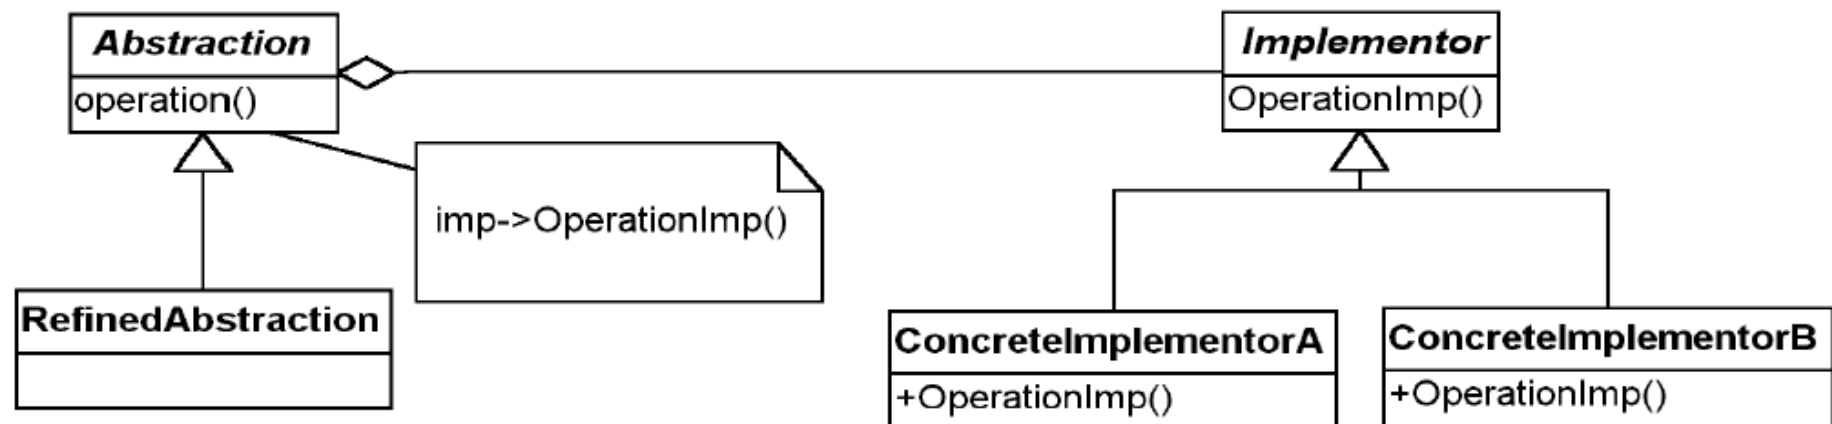 Abstraction
operation()
Implementor
OperationImp()
imp->OperationImp()
RefinedAbstraction
ConcreteImplementorA
+OperationImp()
ConcreteImplementorB
+OperationImp()